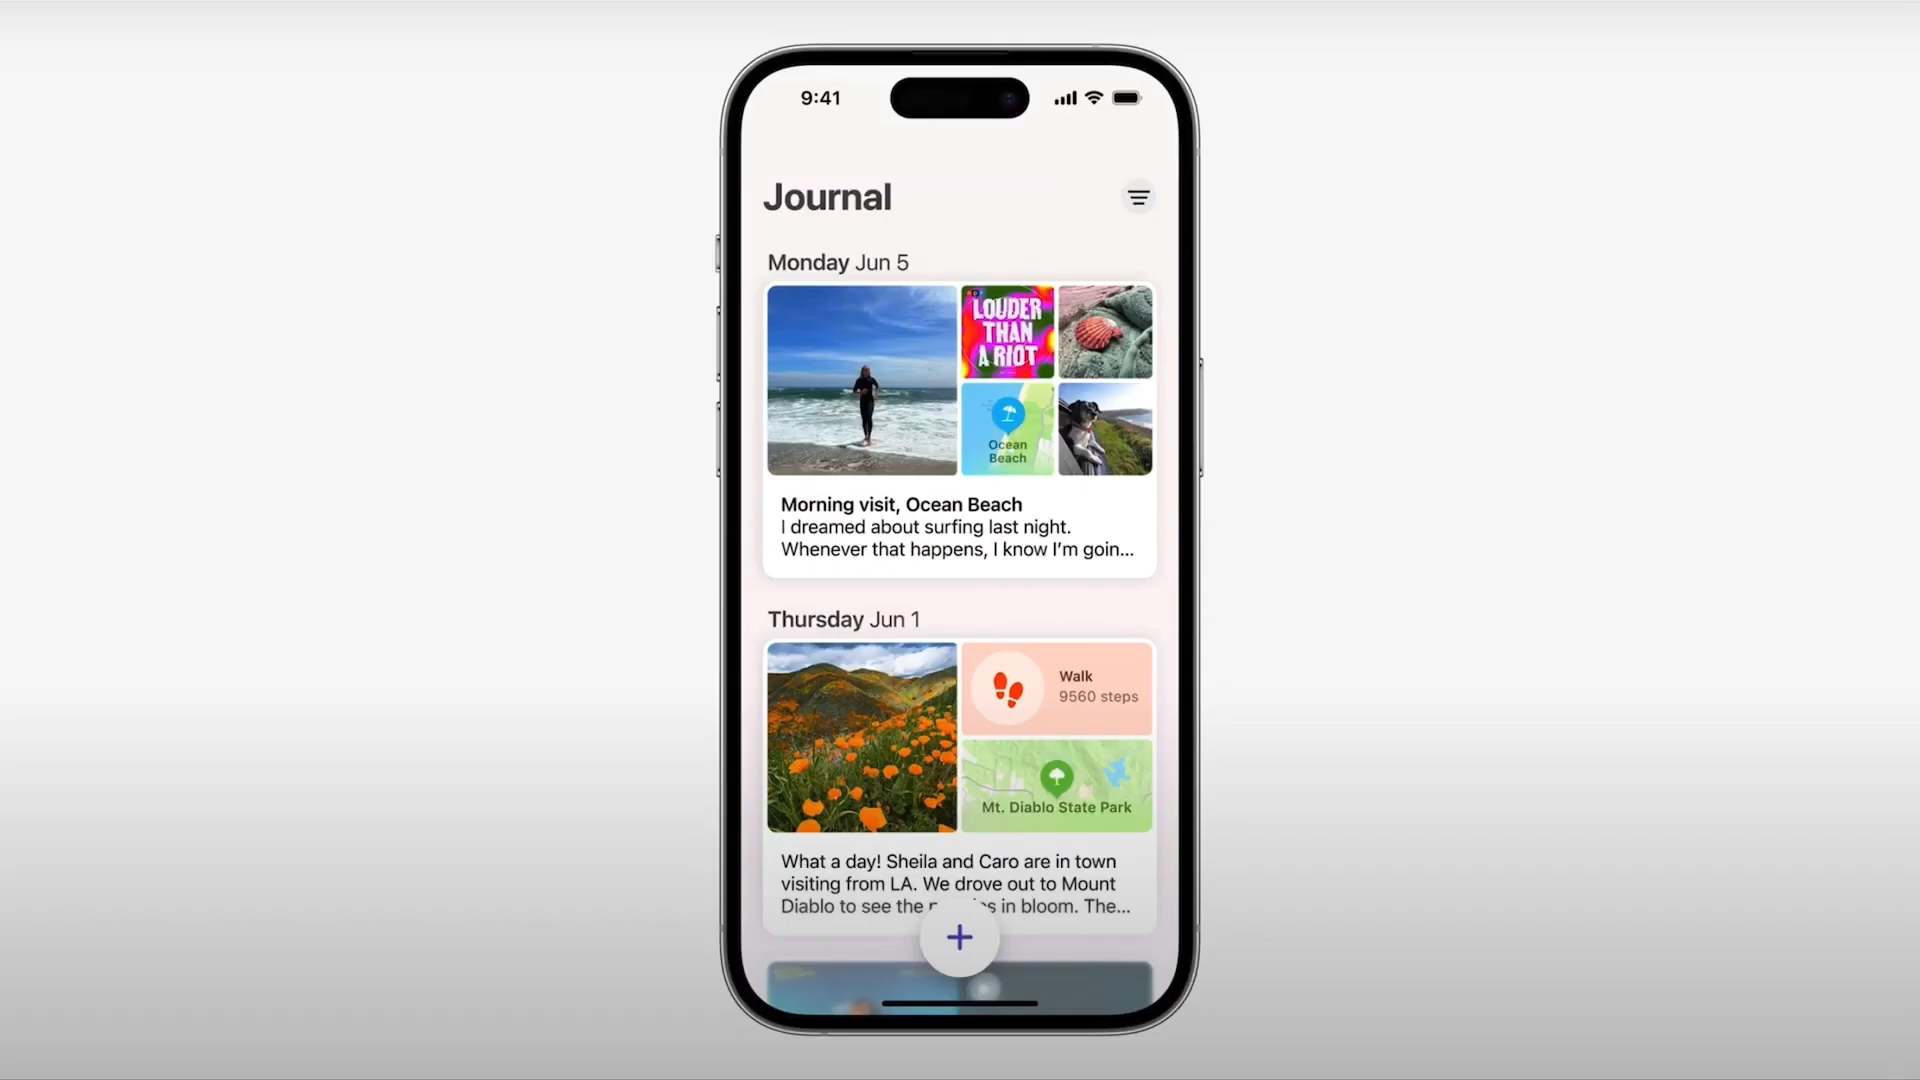 9:41
Journal
Monday Jun 5
LOUDER
THAN
A RIOT
Ocean
Beach
Morning visit, Ocean Beach
I dreamed about surfing last night.
Whenever that happens, I know I'm goin...
Thursday Jun 1
Walk
9560 steps
Mt. Diablo State Park
What a day! Sheila and Caro are in town
visiting from LA. We drove out to Mount
Diablo to see the in bloom. The...